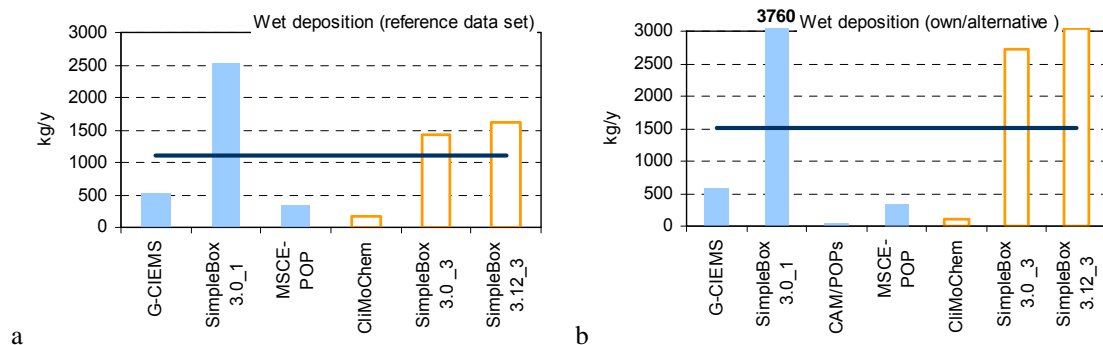 Wet deposition (reference data set)
kg/y
3000
2500
2000
1500
1000
500
0
G-CIEMS
SimpleBox
3.0_1
MSCE-
POP
CliMoChem
SimpleBox
3.0_3
SimpleBox
3.12_3
a
3760
Wet deposition (own/alternative )
kg/y
3000
2500
2000
1500
1000
500
0
G-CIEMS
SimpleBox
3.0_1
CAM/POPs
MSCE-
POP
CliMoChem
SimpleBox
3.0_3
SimpleBox
3.12_3
b